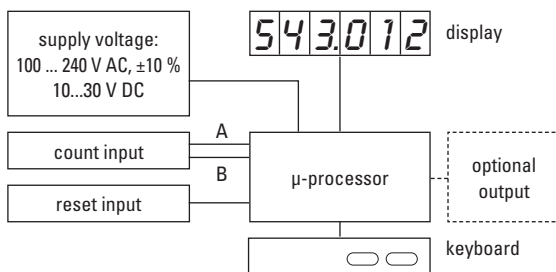 supply voltage:
100 ... 240 V AC, ±10 %
10...30 V DC
543.012
display
count input
A
B
reset input
µ-processor
optional
output
keyboard